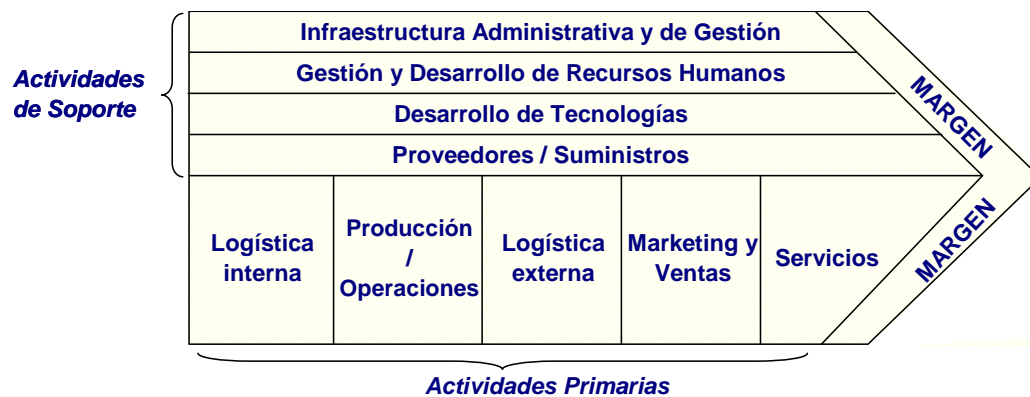 Infraestructura Administrativa y de Gestión
Gestión y Desarrollo de Recursos Humanos
Actividades
de Soporte
Desarrollo de Tecnologías
Proveedores / Suministros
MARGEN
MARGEN
Logística
interna
Producción
/
Operaciones
Logística
externa
Marketing y
Ventas
Servicios
Actividades Primarias